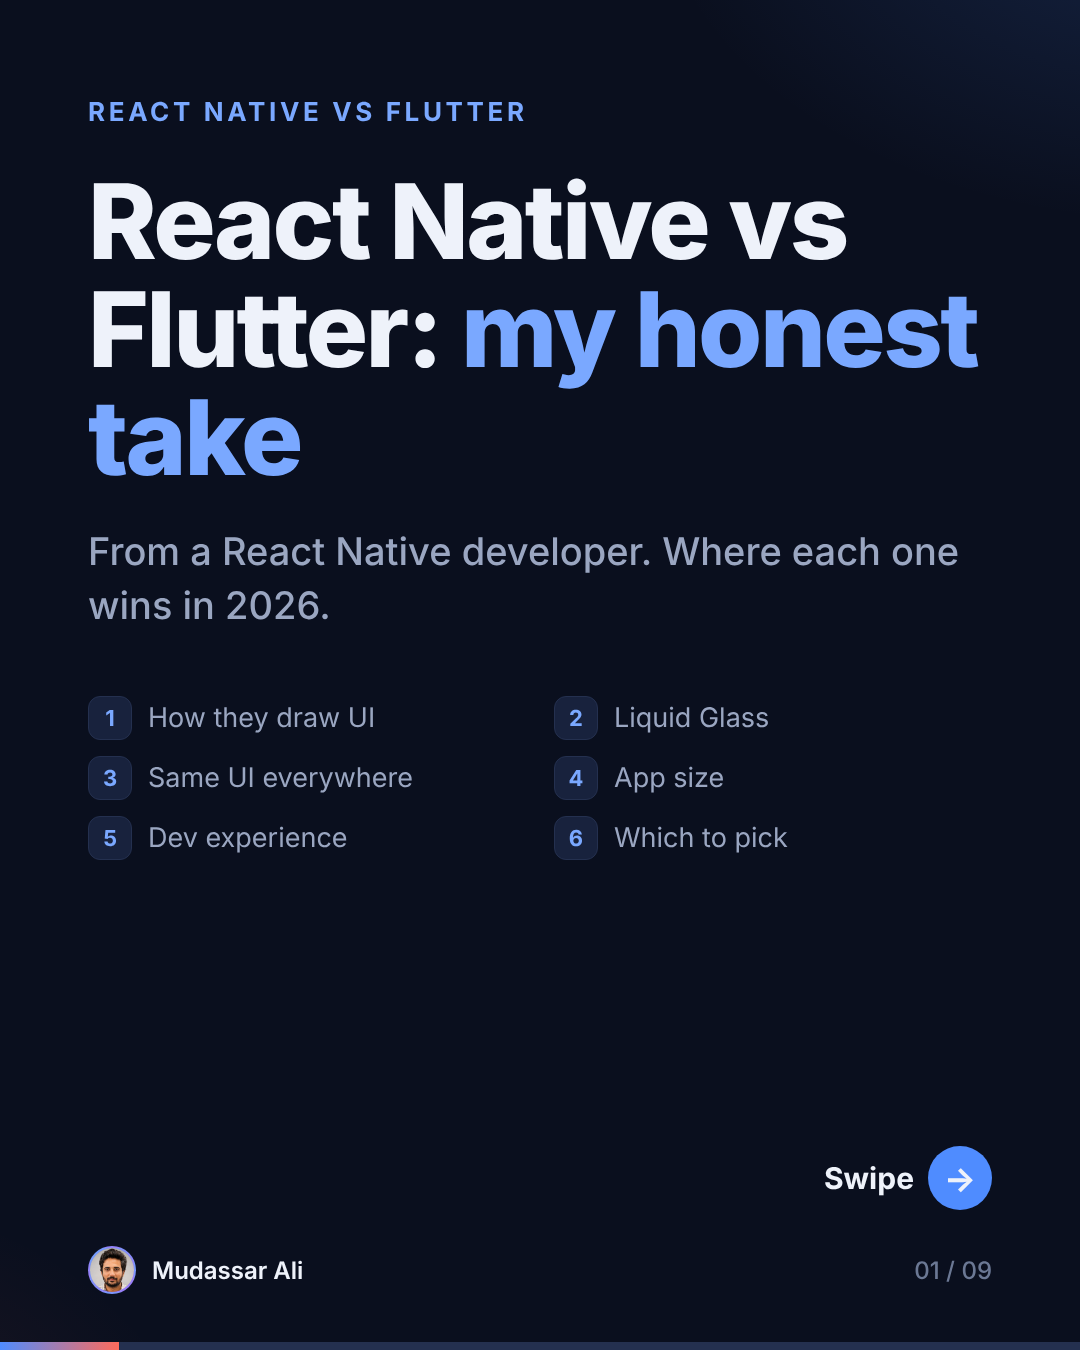 REACT NATIVE VS FLUTTER
React Native vs
Flutter: my honest
take
From a React Native developer. Where each one
wins in 2026.
1 How they draw UI
2 Liquid Glass
3 Same UI everywhere
4 App size
5 Dev experience
6 Which to pick
Swipe →
Mudassar Ali
01 / 09